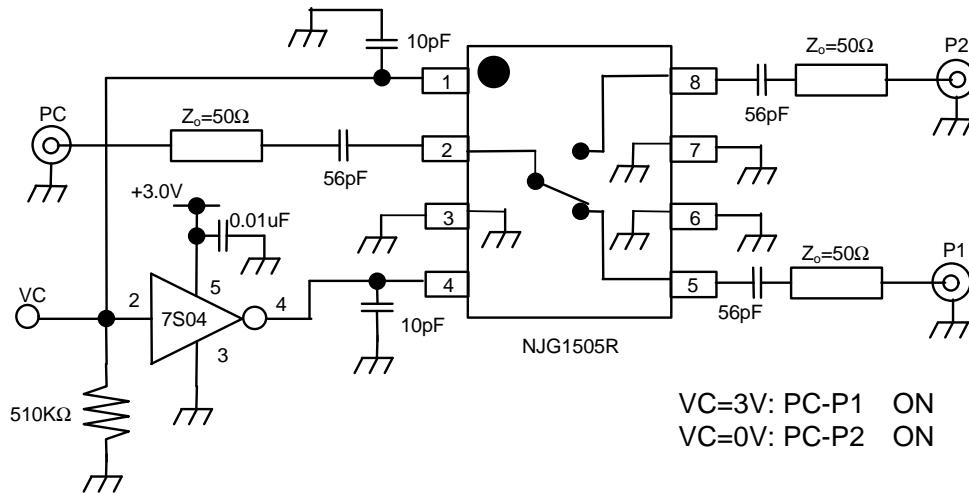 10pF
P2
Zₒ=50Ω
1
8
PC
Zₒ=50Ω
56pF
2
7
56pF
+3.0V
0.01uF
3
6
Zₒ=50Ω
P1
VC
5
4
5
2
7S04
4
56pF
10pF
3
NJG1505R
510KΩ
VC=3V: PC-P1 ON
VC=0V: PC-P2 ON